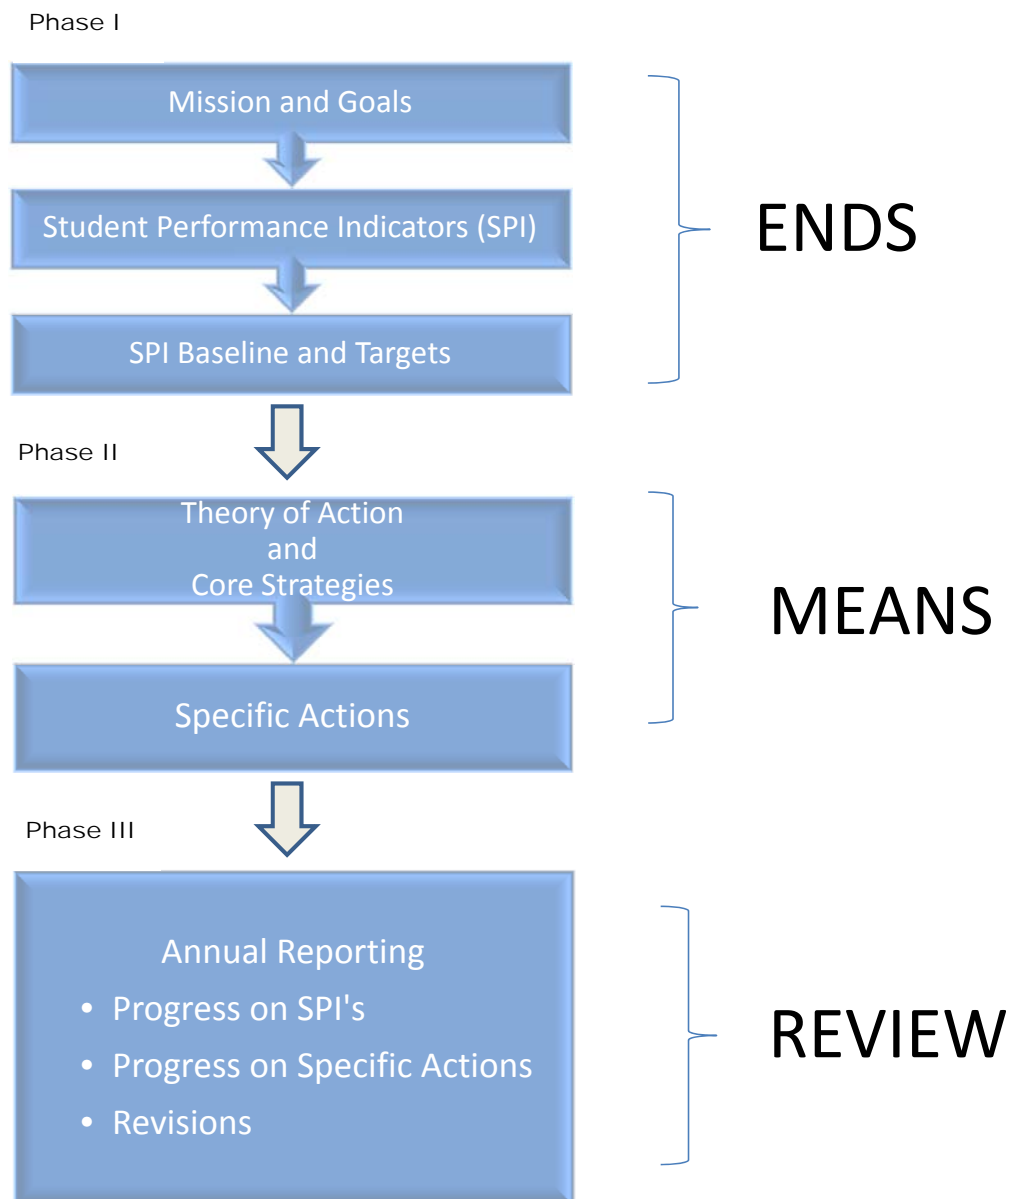 Phase I
Mission and Goals
Student Performance Indicators (SPI)
SPI Baseline and Targets
ENDS
Phase II
Theory of Action
and
Core Strategies
Specific Actions
MEANS
Phase III
Annual Reporting
• Progress on SPI's
• Progress on Specific Actions
• Revisions
REVIEW